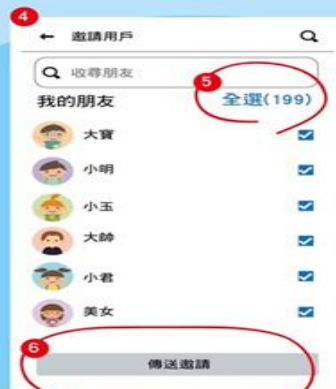 4
← 邀請用戶
收尋朋友
5
我的朋友 全選(199)
大寶
小明
小玉
大帥
小君
美女
6
傳送邀請